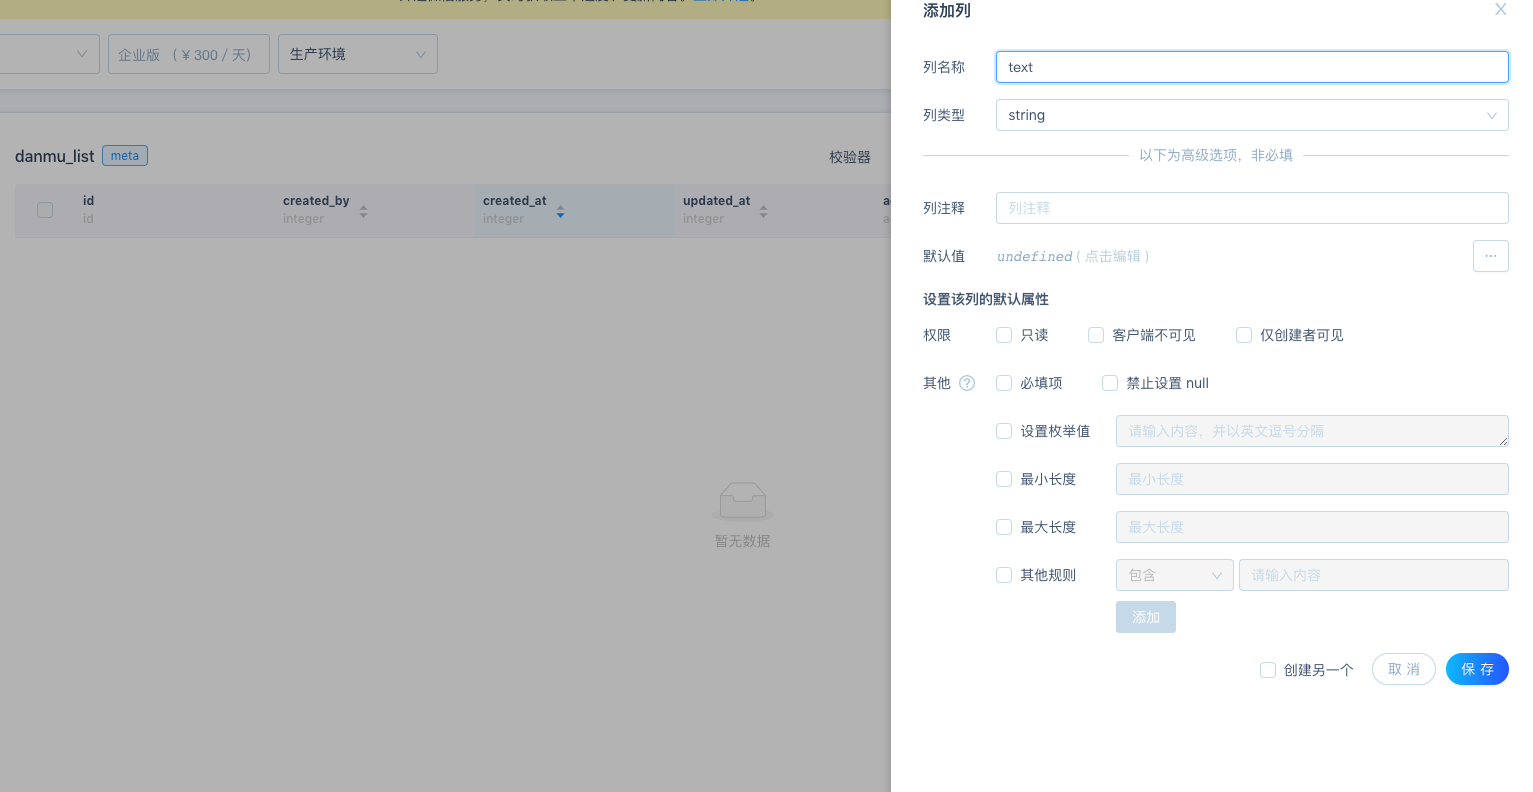 添加列
企业版 （¥ 300 / 天）
生产环境
列名称
text
列类型
string
以下为高级选项，非必填
danmu_list
meta
校验器
id
id
created_by
integer
created_at
integer
updated_at
integer
列注释
列注释
默认值
undefined ( 点击编辑 )
···
设置该列的默认属性
权限
只读
客户端不可见
仅创建者可见
其他
?
必填项
禁止设置 null
设置枚举值
请输入内容，并以英文逗号分隔
最小长度
最小长度
最大长度
最大长度
其他规则
包含
请输入内容
添加
暂无数据
创建另一个
取 消
保 存